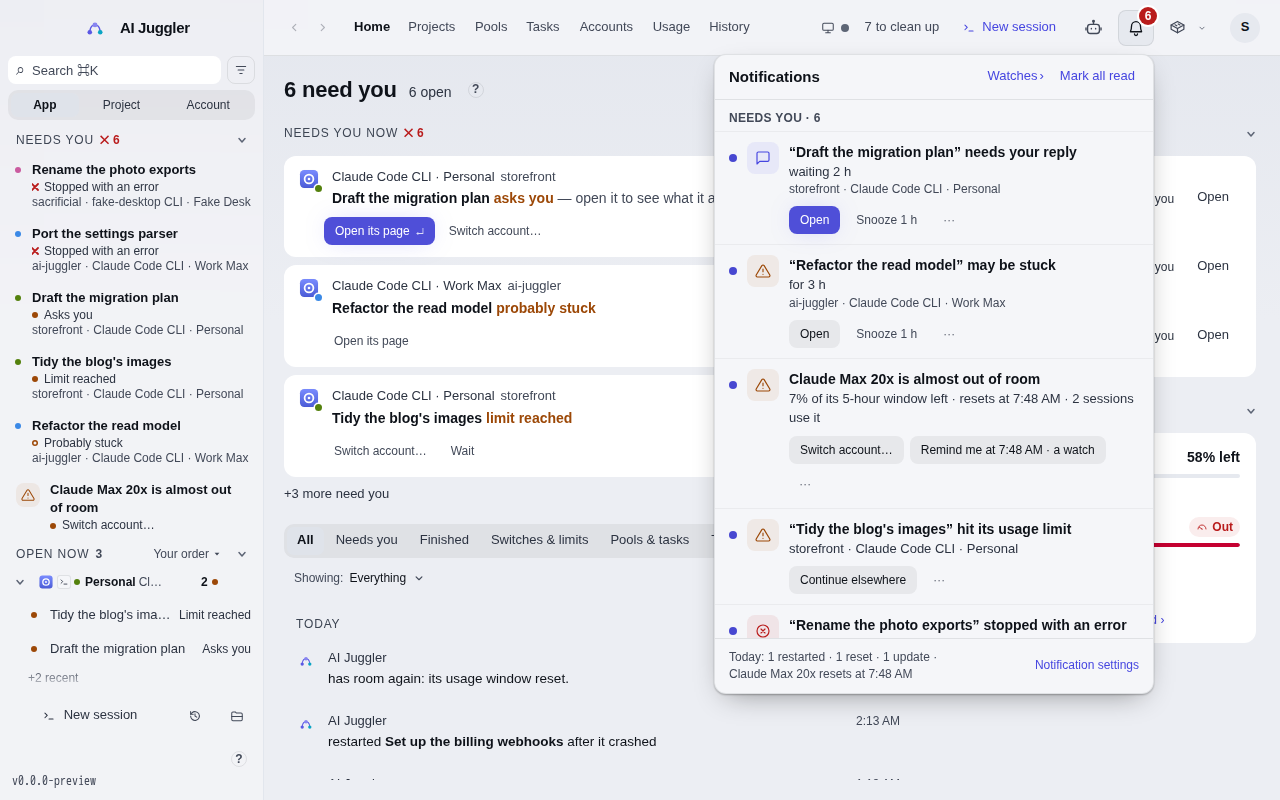 AI Juggler
Search ⌘K
App
Project
Account
NEEDS YOU 6
Rename the photo exports
Stopped with an error
sacrificial · fake-desktop CLI · Fake Desk
Port the settings parser
Stopped with an error
ai-juggler · Claude Code CLI · Work Max
Draft the migration plan
Asks you
storefront · Claude Code CLI · Personal
Tidy the blog's images
Limit reached
storefront · Claude Code CLI · Personal
Refactor the read model
Probably stuck
ai-juggler · Claude Code CLI · Work Max
Claude Max 20x is almost out
of room
Switch account…
OPEN NOW 3
Your order
Personal Cl…
2
Tidy the blog's ima… Limit reached
Draft the migration plan Asks you
+2 recent
New session
?
v0.0.0-preview
Home
Projects
Pools
Tasks
Accounts
Usage
History
7 to clean up
New session
6
S
6 need you
6 open
?
NEEDS YOU NOW 6
Claude Code CLI · Personal storefront
Draft the migration plan asks you — open it to see what it a
Open its page
Switch account…
Claude Code CLI · Work Max ai-juggler
Refactor the read model probably stuck
Open its page
Claude Code CLI · Personal storefront
Tidy the blog's images limit reached
Switch account…
Wait
+3 more need you
All
Needs you
Finished
Switches & limits
Pools & tasks
Showing: Everything
TODAY
AI Juggler
has room again: its usage window reset.
AI Juggler
2:13 AM
restarted Set up the billing webhooks after it crashed
Notifications
Watches ›
Mark all read
NEEDS YOU · 6
“Draft the migration plan” needs your reply
waiting 2 h
storefront · Claude Code CLI · Personal
Open
Snooze 1 h
···
“Refactor the read model” may be stuck
for 3 h
ai-juggler · Claude Code CLI · Work Max
Open
Snooze 1 h
···
Claude Max 20x is almost out of room
7% of its 5-hour window left · resets at 7:48 AM · 2 sessions
use it
Switch account…
Remind me at 7:48 AM · a watch
···
“Tidy the blog's images” hit its usage limit
storefront · Claude Code CLI · Personal
Continue elsewhere
···
“Rename the photo exports” stopped with an error
Today: 1 restarted · 1 reset · 1 update ·
Claude Max 20x resets at 7:48 AM
Notification settings
you
Open
you
Open
you
Open
58% left
Out